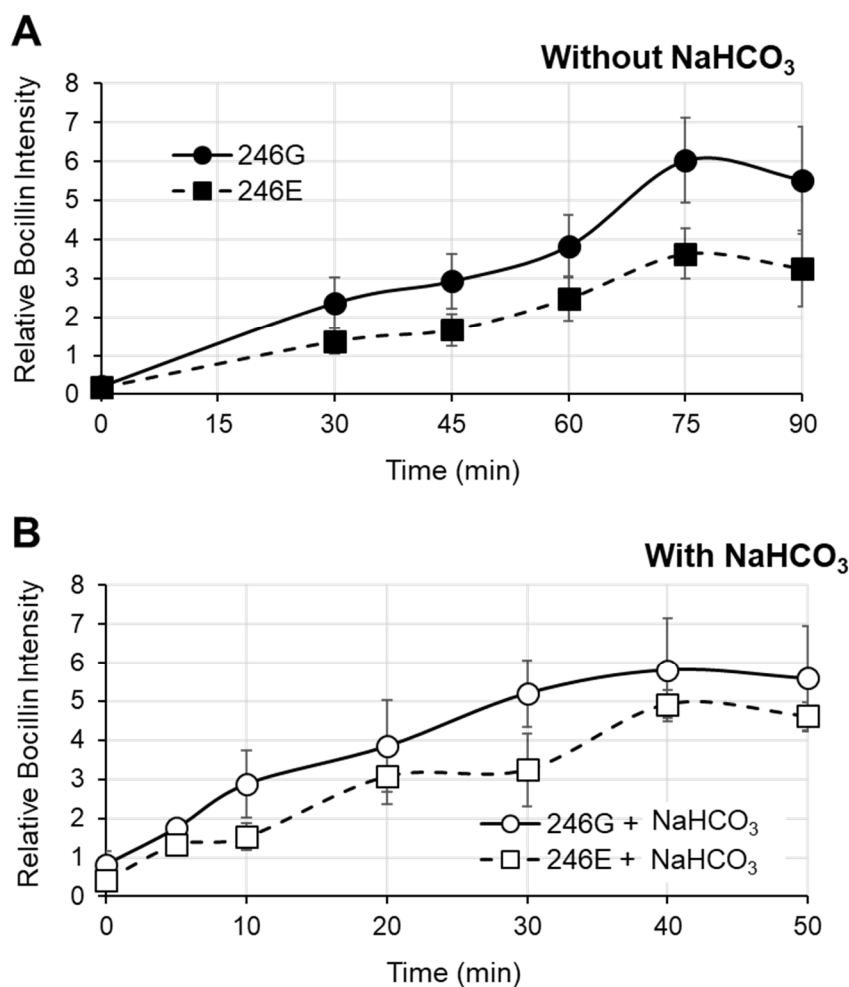 A
Without NaHCO₃
Relative Bocillin Intensity
8
7
6
5
4
3
2
1
0
246G
246E
0 15 30 45 60 75 90
Time (min)
B
With NaHCO₃
Relative Bocillin Intensity
8
7
6
5
4
3
2
1
0
246G + NaHCO₃
246E + NaHCO₃
0 10 20 30 40 50
Time (min)